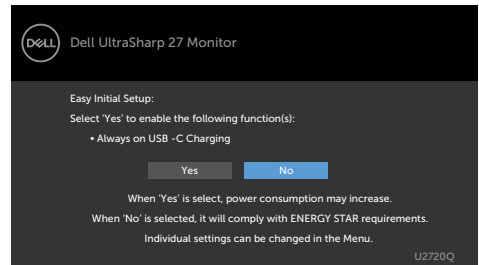 DELL
Dell UltraSharp 27 Monitor
Easy Initial Setup:
Select 'Yes' to enable the following function(s):
• Always on USB -C Charging
Yes
No
When 'Yes' is select, power consumption may increase.
When 'No' is selected, it will comply with ENERGY STAR requirements.
Individual settings can be changed in the Menu.
U2720Q